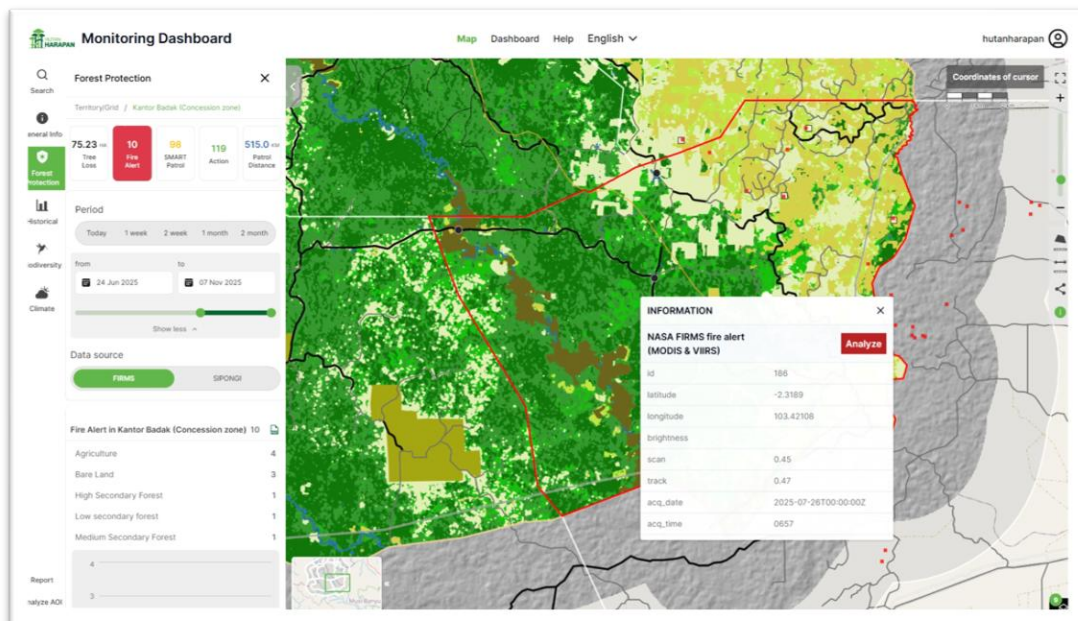 HUTAN
HARAPAN
Monitoring Dashboard
Map Dashboard Help English
hutanharapan
Search
eneral Info
Forest
Protection
Historical
iodiversity
Climate
Report
nalyze AOI
Forest Protection
Territory/Grid / Kantor Badak (Concession zone)
75.23 HA
Tree
Loss
10
Fire
Alert
98
SMART
Patrol
119
Action
515.0 KM
Patrol
Distance
Period
Today 1 week 2 week 1 month 2 month
from to
24 Jun 2025 07 Nov 2025
Show less
Data source
FIRMS SIPONGI
Fire Alert in Kantor Badak (Concession zone) 10
Agriculture 4
Bare Land 3
High Secondary Forest 1
Low secondary forest 1
Medium Secondary Forest 1
4
3
Coordinates of cursor
INFORMATION
NASA FIRMS fire alert
(MODIS & VIIRS)
Analyze
id 186
latitude -2.3189
longitude 103.42106
brightness
scan 0.45
track 0.47
acq_date 2025-07-26T00:00:00Z
acq_time 0657